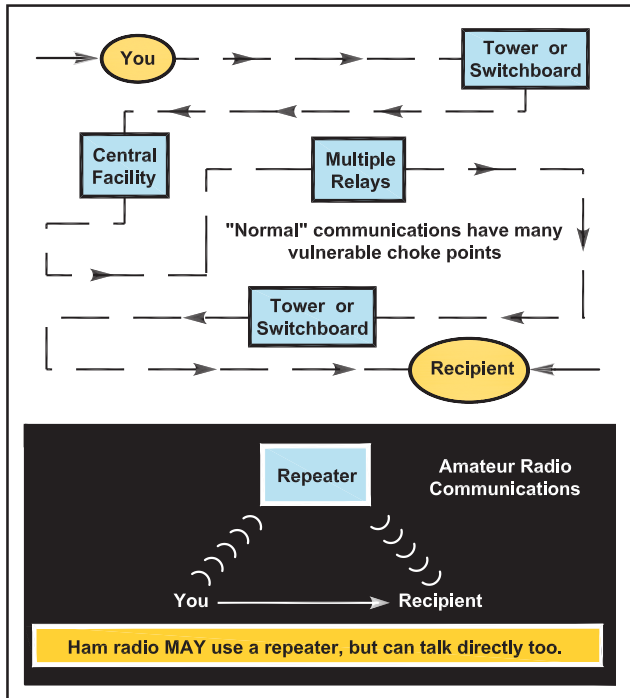 You
Tower or
Switchboard
Central
Facility
Multiple
Relays
"Normal" communications have many
vulnerable choke points
Tower or
Switchboard
Recipient
Repeater
Amateur Radio
Communications
You
Recipient
Ham radio MAY use a repeater, but can talk directly too.